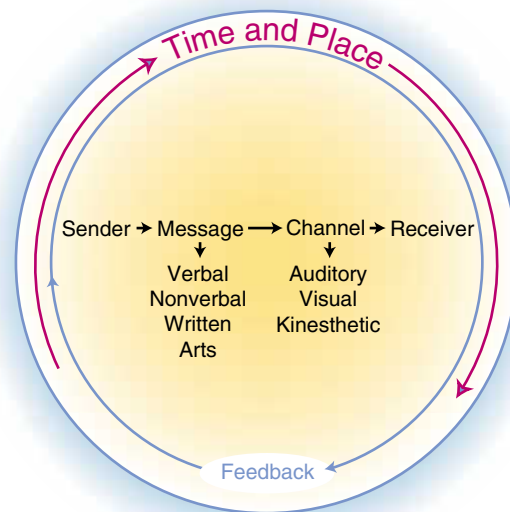 Time and Place
Sender Message Channel Receiver
Verbal Auditory
Nonverbal Visual
Written Kinesthetic
Arts
Feedback